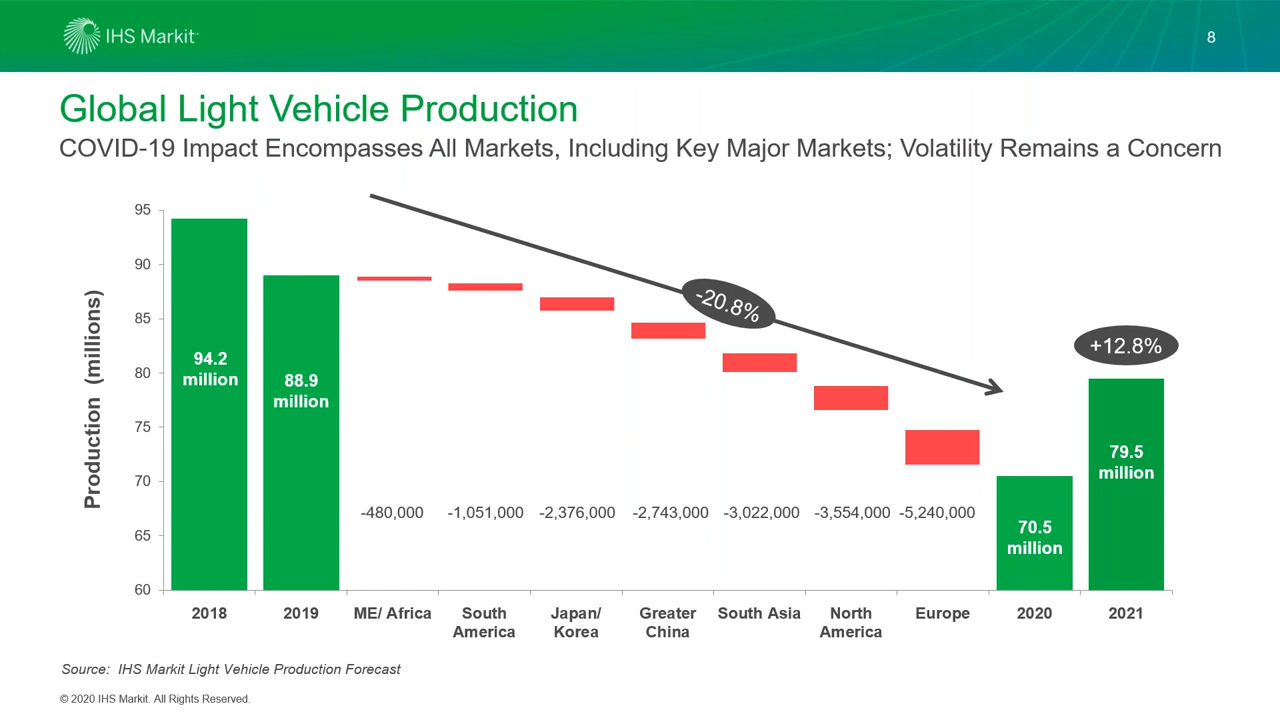 IHS Markit™
8
Global Light Vehicle Production
COVID-19 Impact Encompasses All Markets, Including Key Major Markets; Volatility Remains a Concern
Production (millions)
95
90
85
80
75
70
65
60
94.2
million
88.9
million
-20.8%
+12.8%
79.5
million
70.5
million
-480,000 -1,051,000 -2,376,000 -2,743,000 -3,022,000 -3,554,000 -5,240,000
2018 2019 ME/ Africa South America Japan/ Korea Greater China South Asia North America Europe 2020 2021
Source: IHS Markit Light Vehicle Production Forecast
© 2020 IHS Markit. All Rights Reserved.